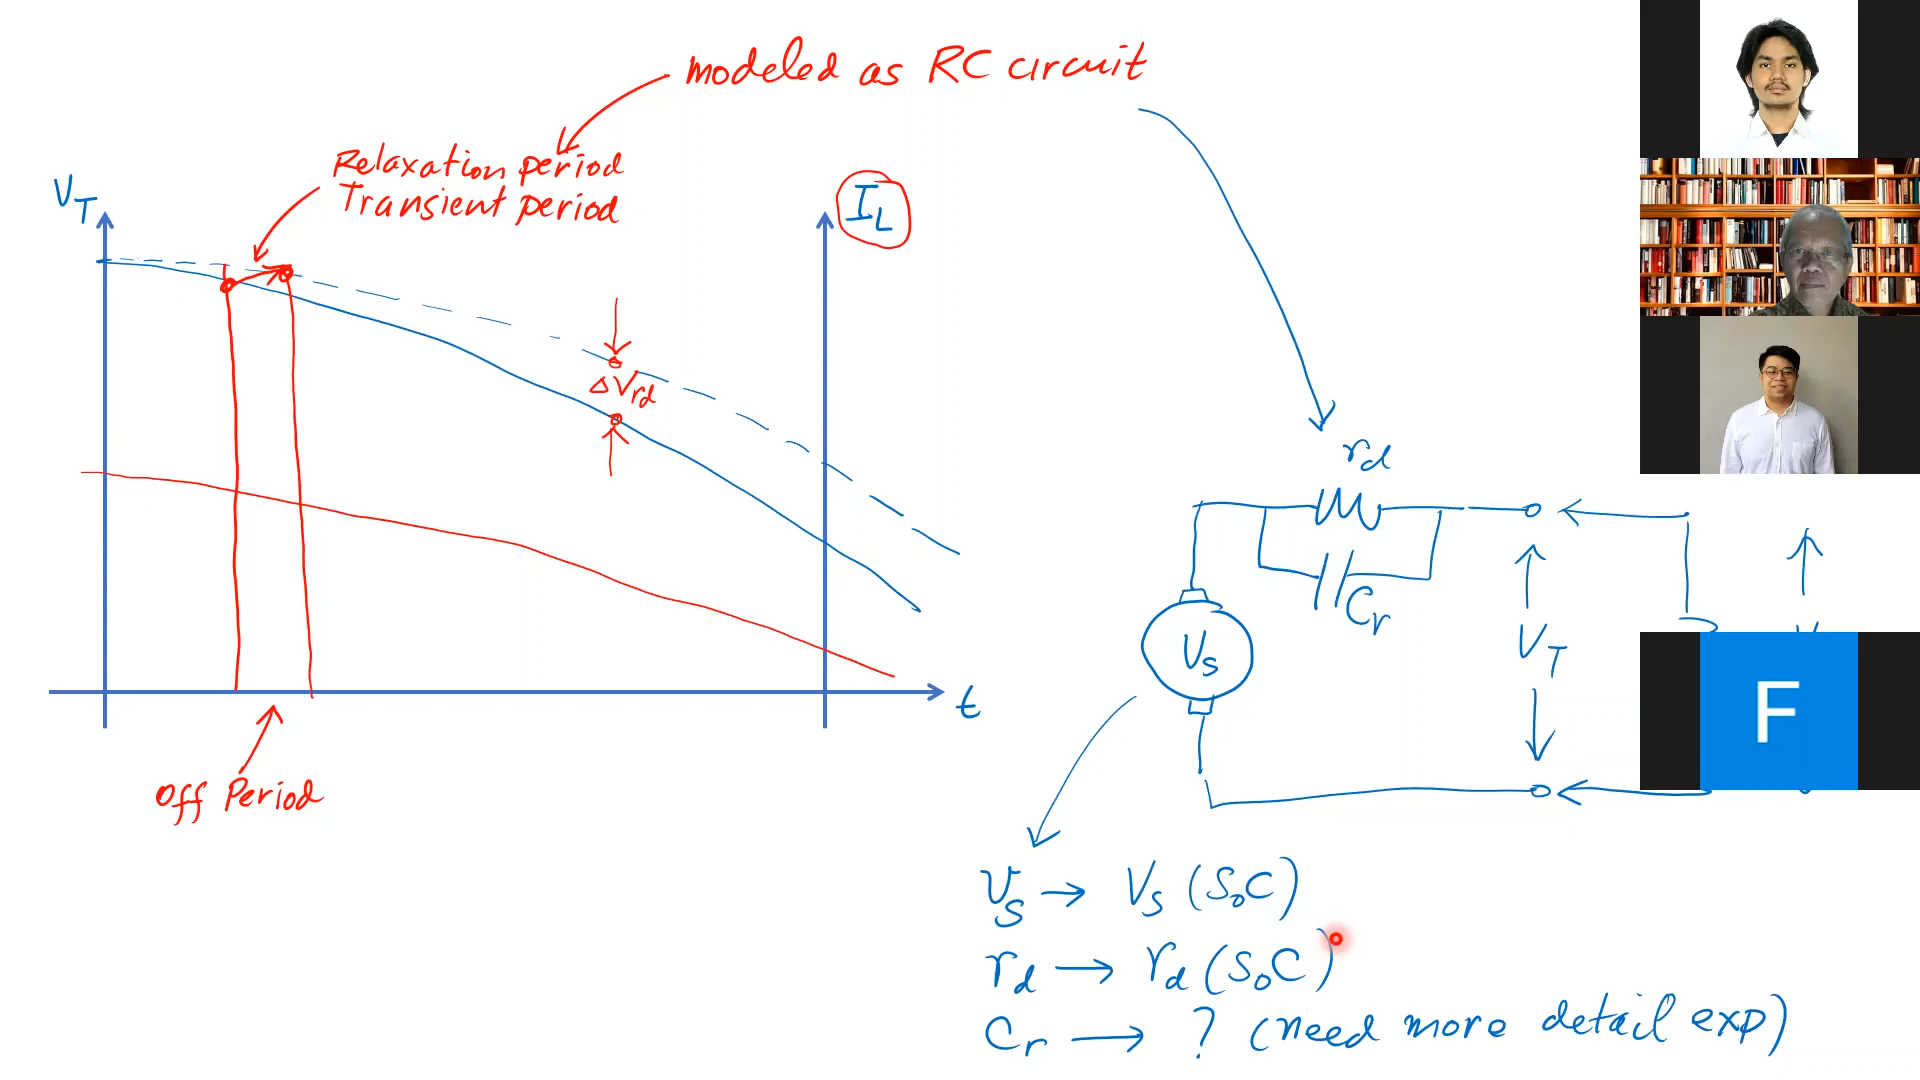 modeled as RC circuit
Relaxation period
Transient period
V_T
I_L
ΔV_rd
t
off Period
r_d
C_r
V_S
V_T
F
V_S → V_S (SoC)
r_d → r_d (SoC)
C_r → ? (need more detail exp)